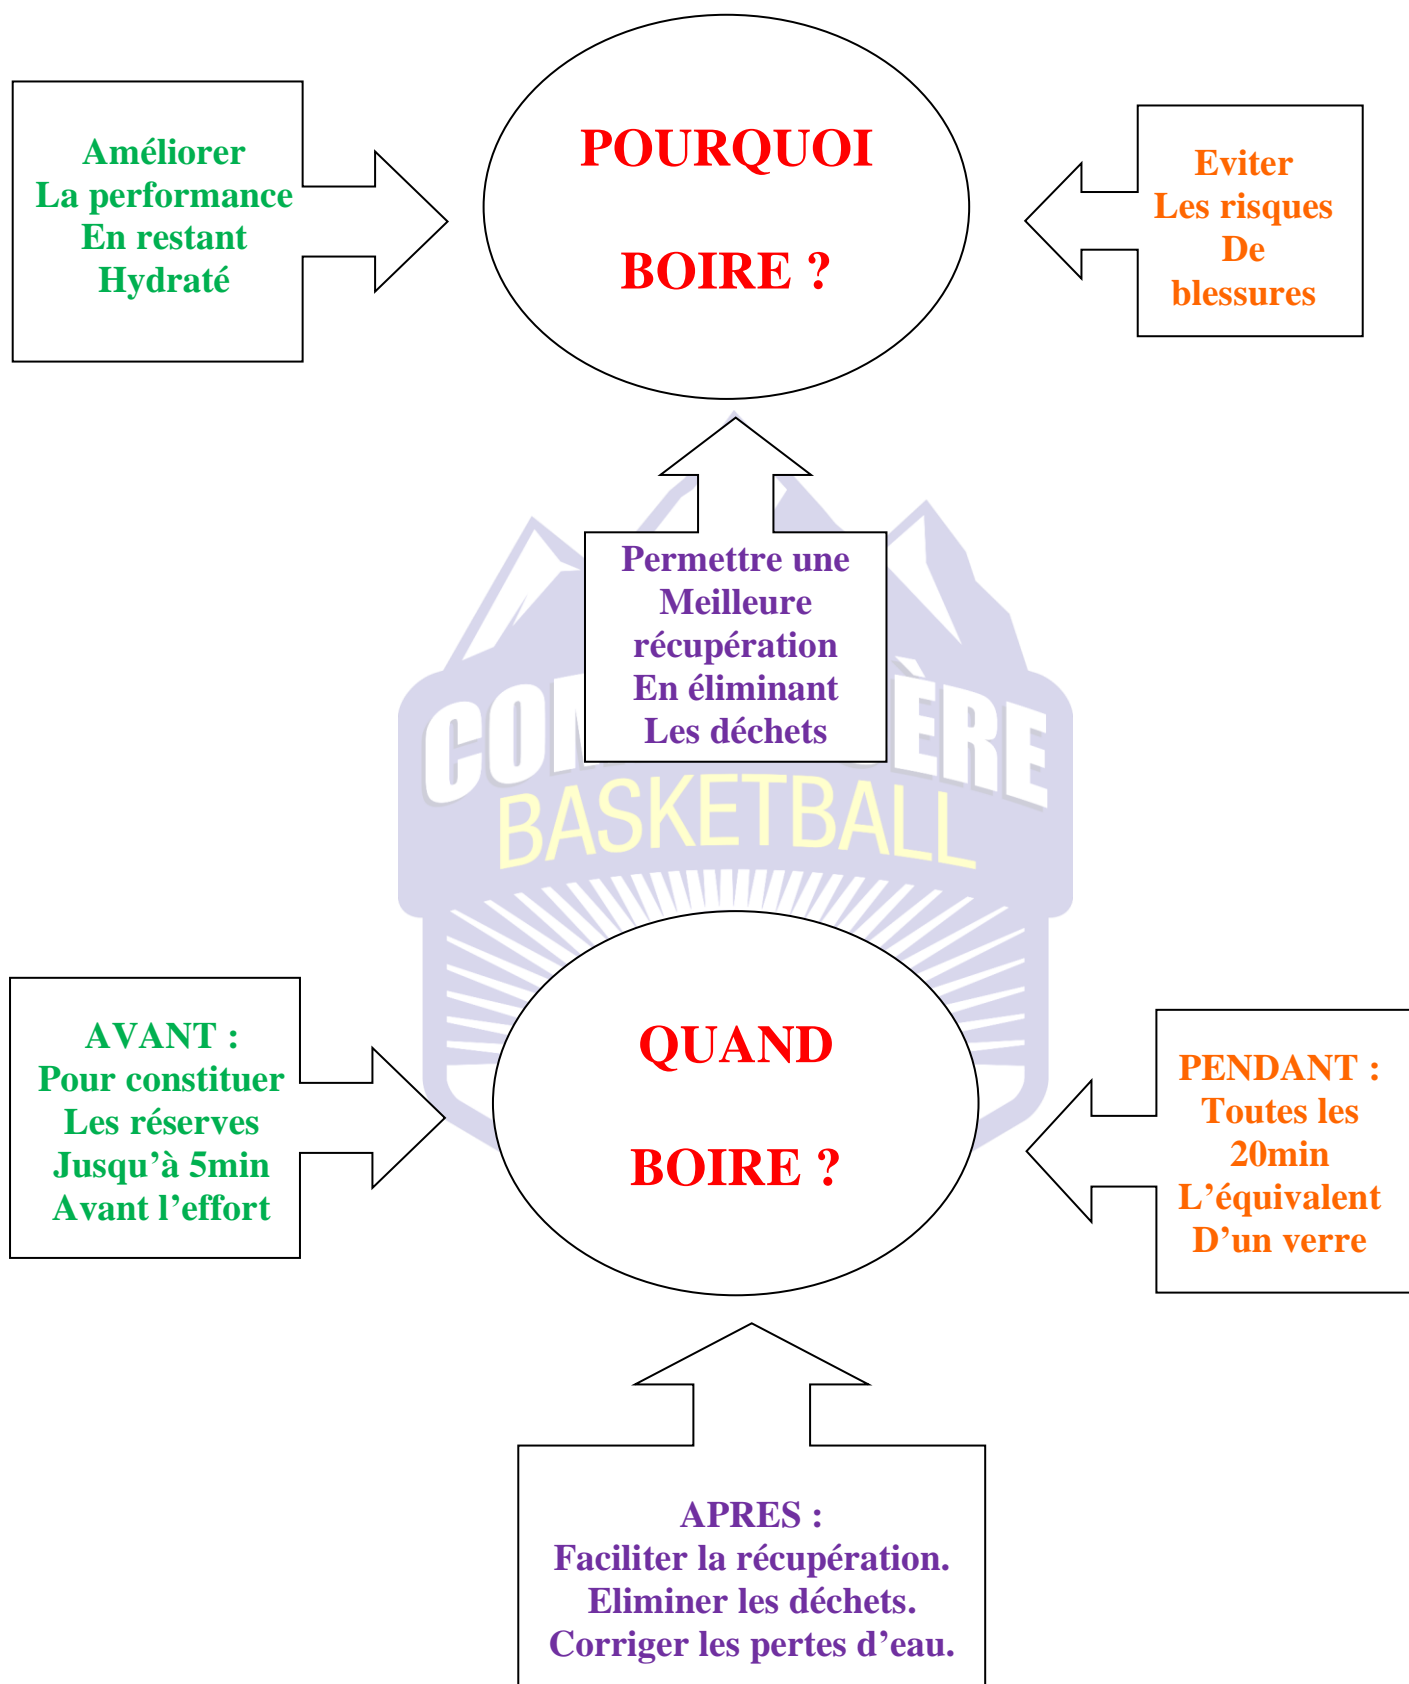 POURQUOI
BOIRE ?
Améliorer
La performance
En restant
Hydraté
Eviter
Les risques
De
blessures
Permettre une
Meilleure
récupération
En éliminant
Les déchets
BASKETBALL
QUAND
BOIRE ?
AVANT :
Pour constituer
Les réserves
Jusqu’à 5min
Avant l’effort
PENDANT :
Toutes les
20min
L’équivalent
D’un verre
APRES :
Faciliter la récupération.
Eliminer les déchets.
Corriger les pertes d’eau.